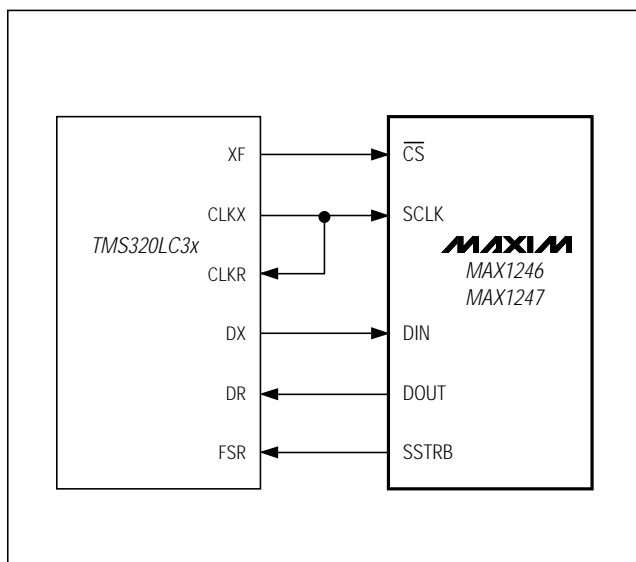 XF
CS
CLKX
SCLK
TMS320LC3x
MAXIM
MAX1246
MAX1247
CLKR
DX
DIN
DR
DOUT
FSR
SSTRB